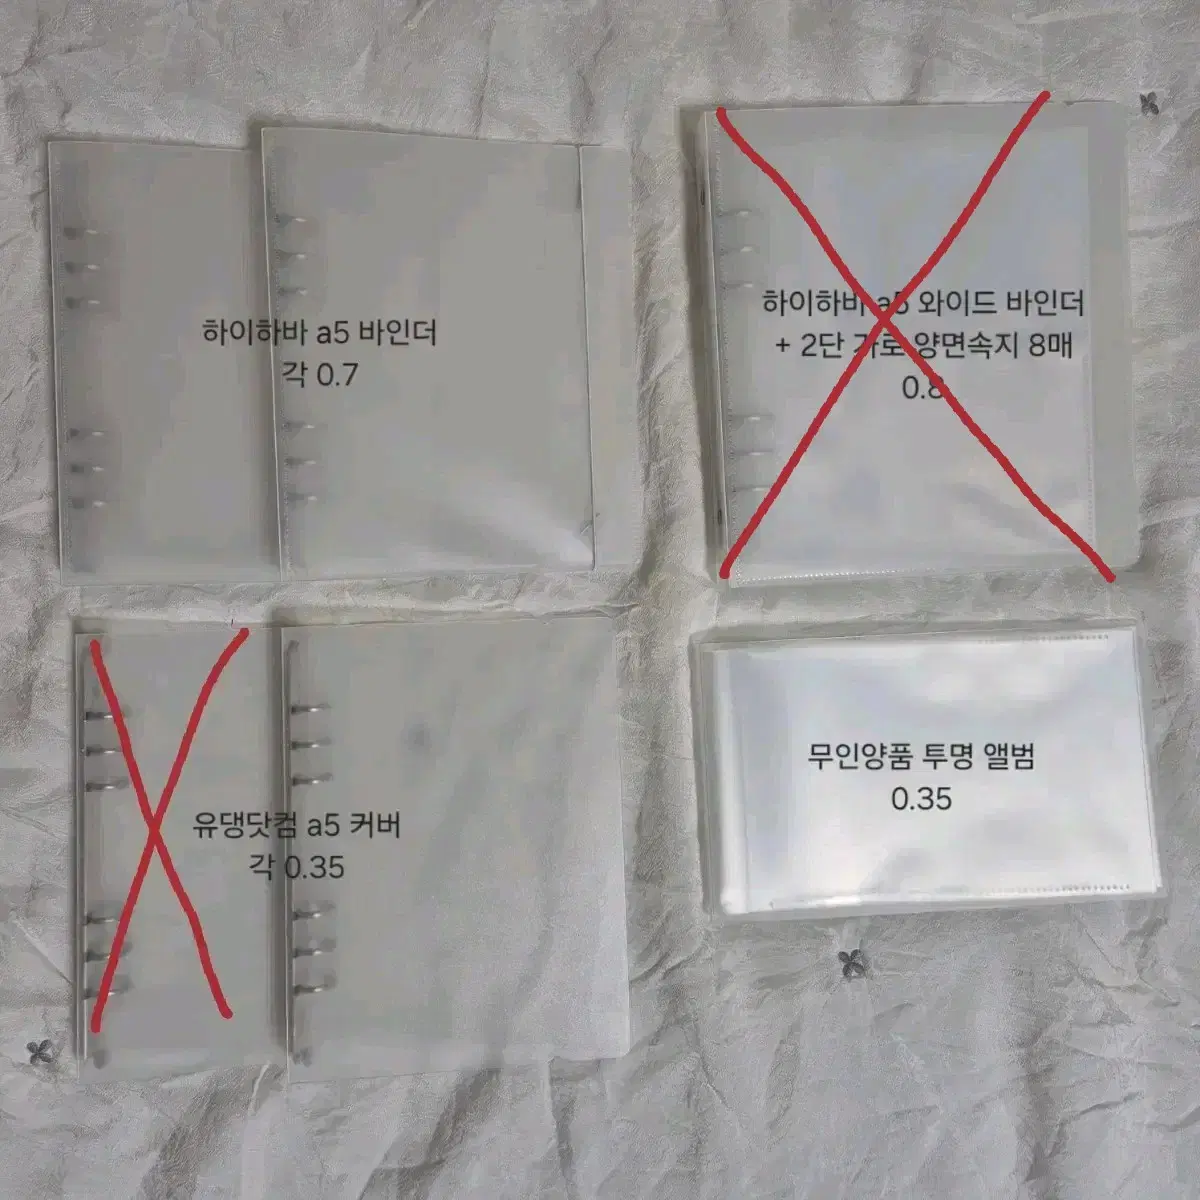 하이하바 a5 바인더
각 0.7
하이하바 a5 와이드 바인더
+ 2단 가로 양면속지 8매
0.8
유댕닷컴 a5 커버
각 0.35
무인양품 투명 앨범
0.35